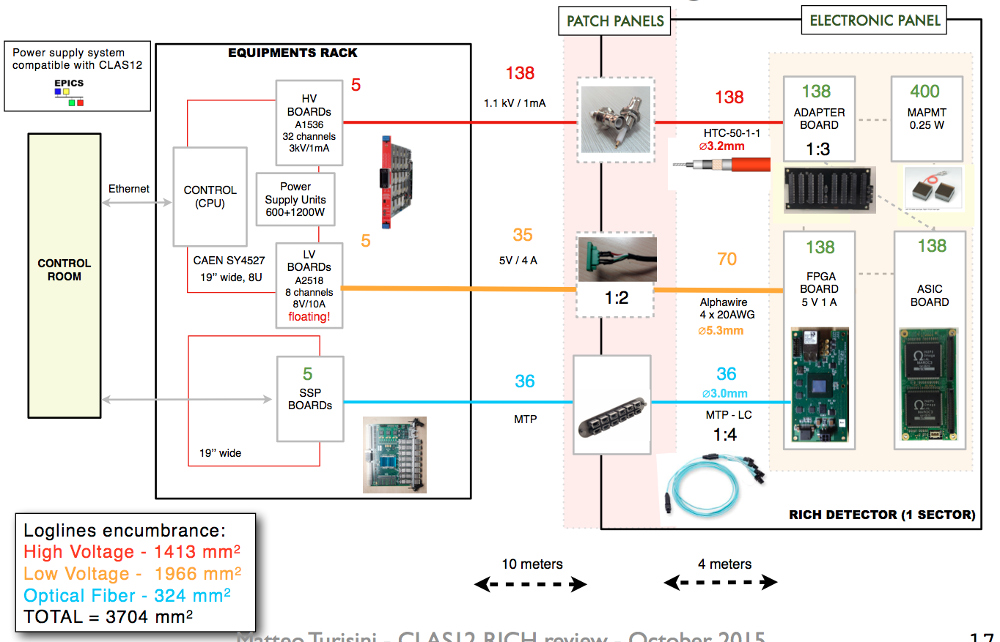 PATCH PANELS
ELECTRONIC PANEL
Power supply system
compatible with CLAS12
EPICS
EQUIPMENTS RACK
CONTROL
ROOM
Ethernet
CONTROL
(CPU)
HV
BOARDs
A1536
32 channels
3kV/1mA
5
Power
Supply Units
600+1200W
5
LV
BOARDs
A2518
8 channels
8V/10A
floating!
CAEN SY4527
19” wide, 8U
5
SSP
BOARDs
19” wide
138
1.1 kV / 1mA
138
HTC-50-1-1
⌀3.2mm
138
ADAPTER
BOARD
1:3
400
MAPMT
0.25 W
35
5V / 4 A
1:2
70
Alphawire
4 x 20AWG
⌀5.3mm
138
FPGA
BOARD
5 V 1 A
138
ASIC
BOARD
36
MTP
36
⌀3.0mm
MTP - LC
1:4
RICH DETECTOR (1 SECTOR)
Loglines encumbrance:
High Voltage - 1413 mm²
Low Voltage - 1966 mm²
Optical Fiber - 324 mm²
TOTAL = 3704 mm²
10 meters
4 meters
Matteo Turisini - CLAS12 RICH review - October 2015
17